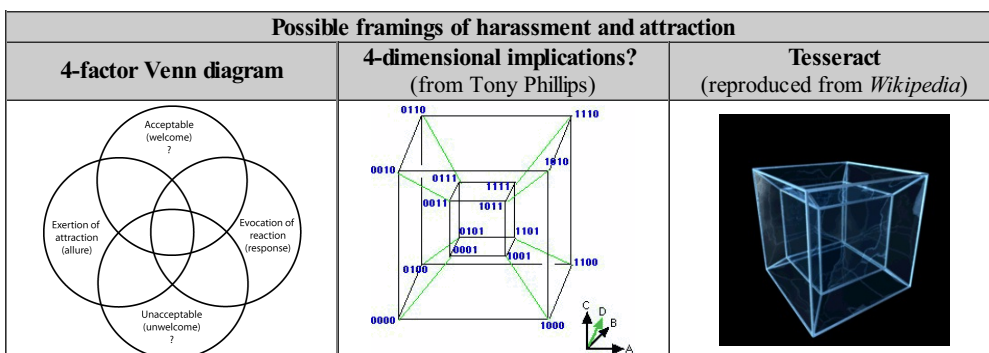 Possible framings of harassment and attraction
4-factor Venn diagram
4-dimensional implications?
(from Tony Phillips)
Tesseract
(reproduced from Wikipedia)
Acceptable
(welcome)
?
Exertion of
attraction
(allure)
Evocation of
reaction
(response)
Unacceptable
(unwelcome)
?
0110
1110
1010
0010
0111
1111
0011
1011
0101
1101
0001
1001
0100
1100
0000
1000
C
D
B
A